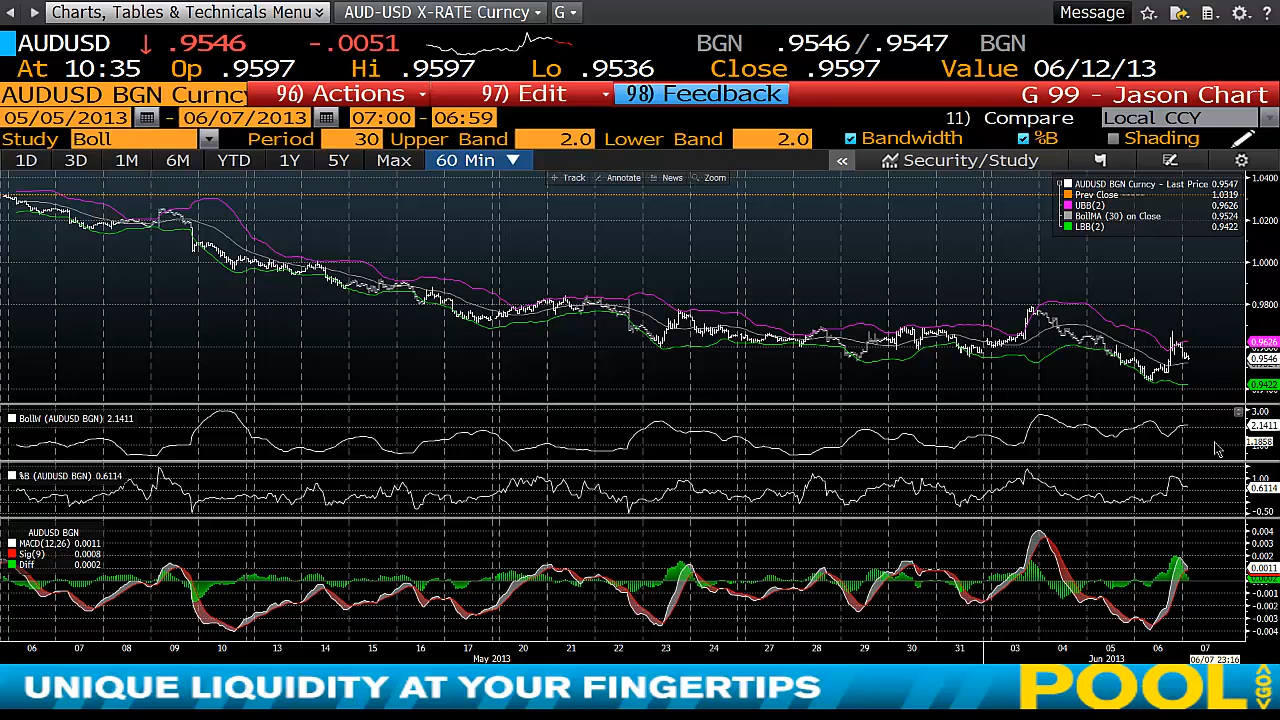 Charts, Tables & Technicals Menu AUD-USD X-RATE Curncy G Message ?
AUDUSD ↓ .9546 -.0051 BGN .9546/.9547 BGN
At 10:35 Op .9597 Hi .9597 Lo .9536 Close .9597 Value 06/12/13
AUDUSD BGN Curncy 96) Actions 97) Edit 98) Feedback G 99 - Jason Chart
05/05/2013 - 06/07/2013 07:00 - 06:59 11) Compare Local CCY
Study Boll Period 30 Upper Band 2.0 Lower Band 2.0 Bandwidth %B Shading
1D 3D 1M 6M YTD 1Y 5Y Max 60 Min ▼ « Security/Study
Track Annotate News Zoom
AUDUSD BGN Curncy - Last Price 0.9547
Prev Close 1.0319
UBB(2) 0.9626
BollMA (30) on Close 0.9524
LBB(2) 0.9422
1.0400
1.0200
1.0000
0.9800
0.9626
0.9546
0.9422
BollW (AUDUSD BGN) 2.1411
3.00
2.1411
1.1858
%B (AUDUSD BGN) 0.6114
1.00
0.6114
-0.50
AUDUSD BGN
MACD(12,26) 0.0011
Sig(9) 0.0008
Diff 0.0002
0.004
0.003
0.002
0.0011
-0.001
-0.002
-0.003
-0.004
06 07 08 09 10 13 14 15 16 17 20 21 22 23 24 27 28 29 30 31 03 04 05 06 07
May 2013 Jun 2013 06/07 23:16
UNIQUE LIQUIDITY AT YOUR FINGERTIPS POOL